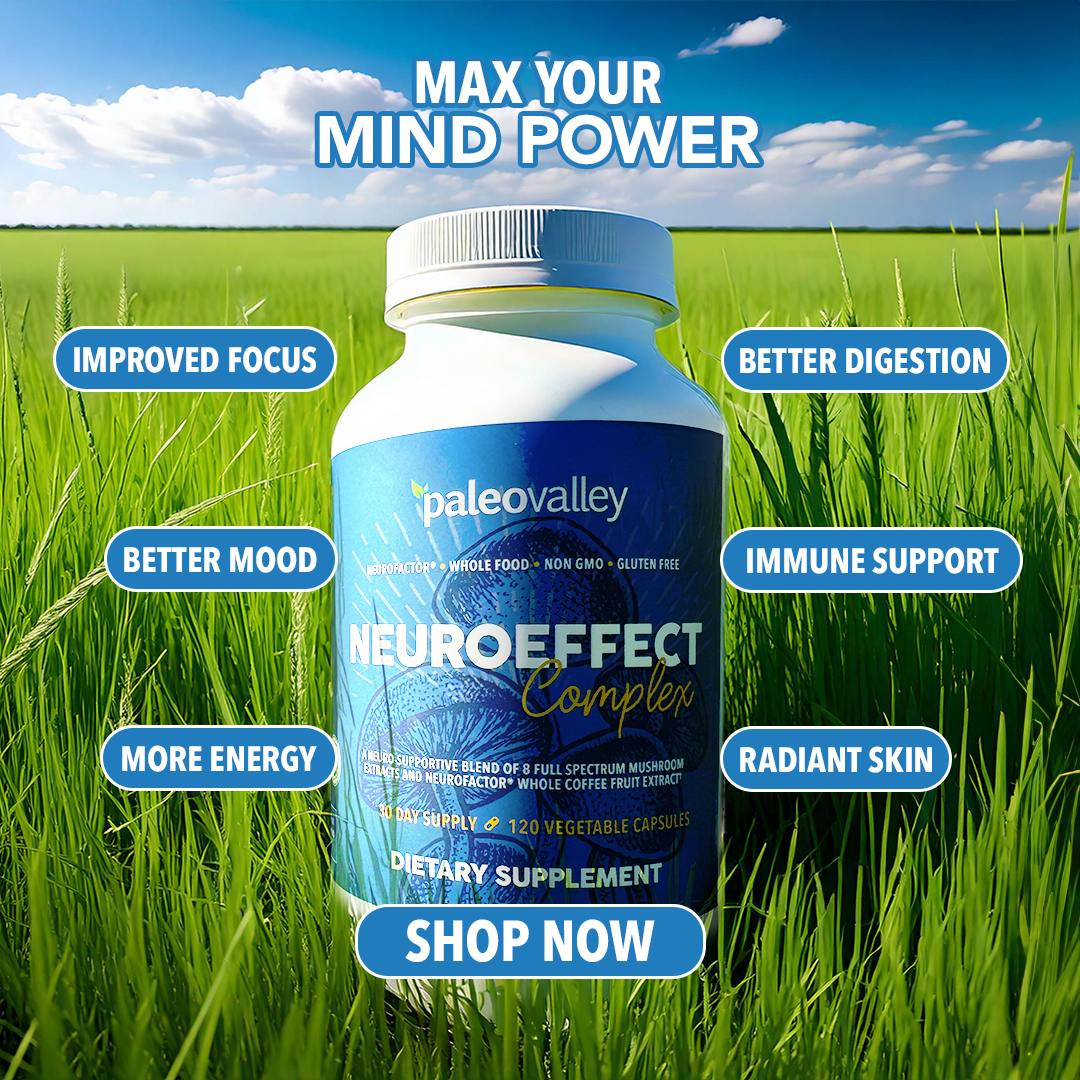 MAX YOUR
MIND POWER
IMPROVED FOCUS
BETTER DIGESTION
BETTER MOOD
IMMUNE SUPPORT
MORE ENERGY
RADIANT SKIN
paleovalley
NEUROFACTOR® • WHOLE FOOD • NON GMO • GLUTEN FREE
NEUROEFFECT
Complex
A NEURO-SUPPORTIVE BLEND OF 8 FULL SPECTRUM MUSHROOM
EXTRACTS AND NEUROFACTOR® WHOLE COFFEE FRUIT EXTRACT†
30 DAY SUPPLY 120 VEGETABLE CAPSULES
DIETARY SUPPLEMENT
SHOP NOW